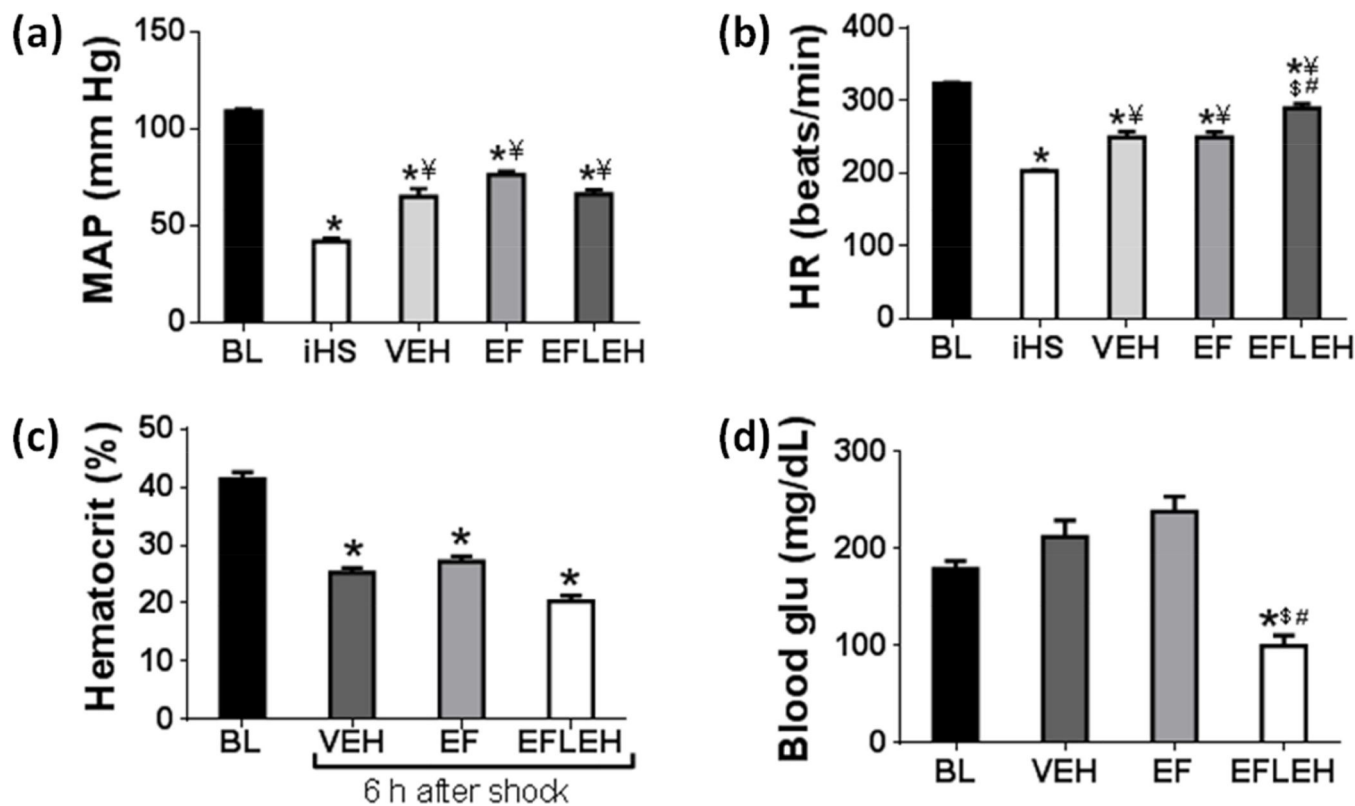 (a)
MAP (mm Hg)
150
100
50
0
*
*¥
*¥
*¥
BL iHS VEH EF EFLEH
(b)
HR (beats/min)
400
300
200
100
0
*
*¥
*¥
*¥
$#
BL iHS VEH EF EFLEH
(c)
Hematocrit (%)
50
40
30
20
10
0
*
*
*
BL VEH EF EFLEH
6 h after shock
(d)
Blood glu (mg/dL)
300
200
100
0
*$#
BL VEH EF EFLEH